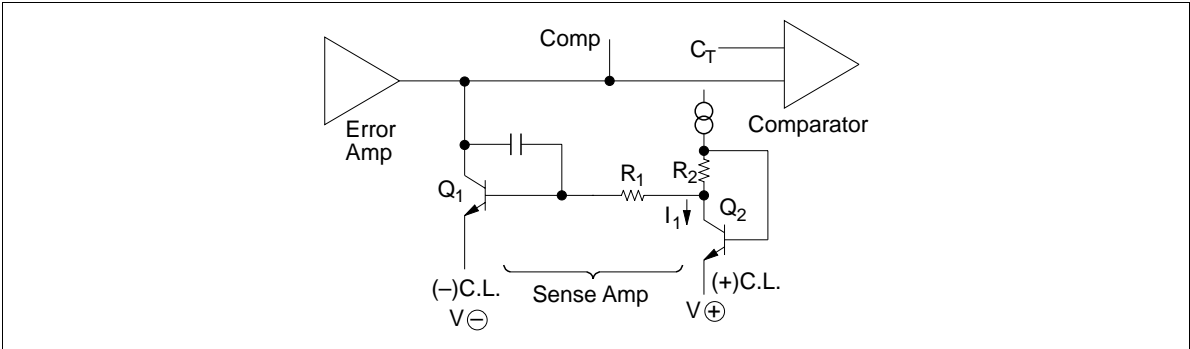 Comp
C_T
Error
Amp
Comparator
R_1
R_2
Q_1
I_1
Q_2
(–)C.L.
V⊖
Sense Amp
(+)C.L.
V⊕